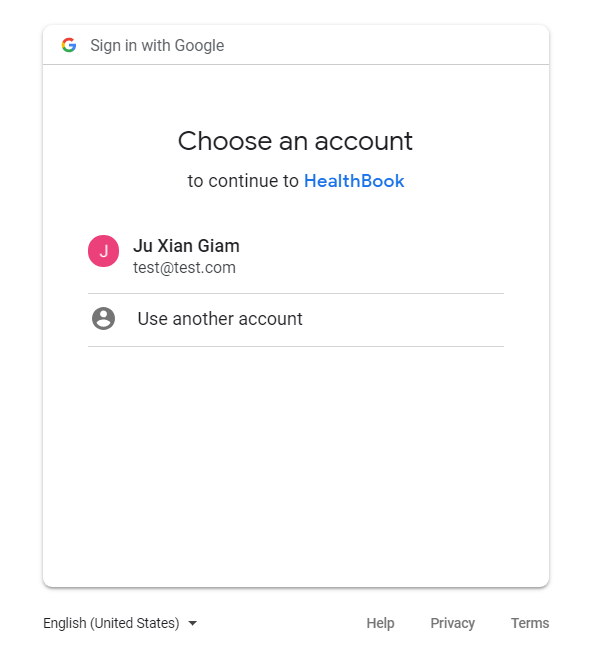 Sign in with Google
Choose an account
to continue to HealthBook
J
Ju Xian Giam
test@test.com
Use another account
English (United States)
Help
Privacy
Terms